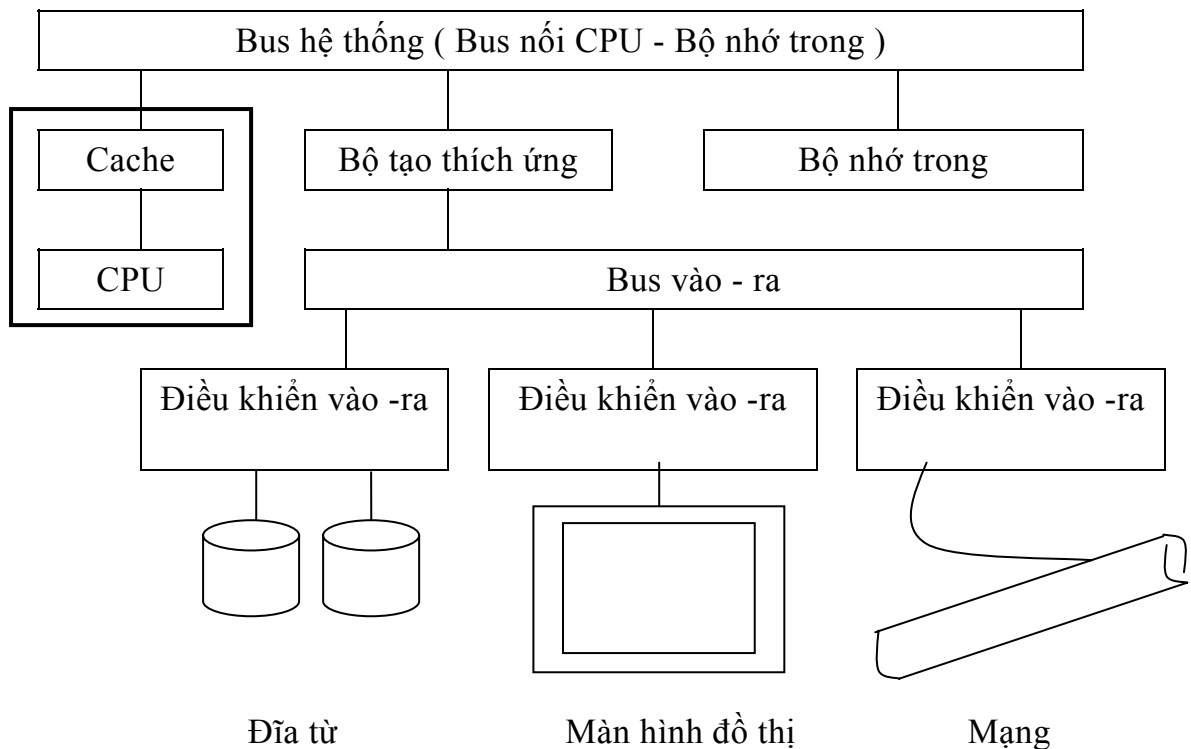 Bus hệ thống ( Bus nối CPU - Bộ nhớ trong )
Cache
Bộ tạo thích ứng
Bộ nhớ trong
CPU
Bus vào - ra
Điều khiển vào -ra
Điều khiển vào -ra
Điều khiển vào -ra
Đĩa từ
Màn hình đồ thị
Mạng